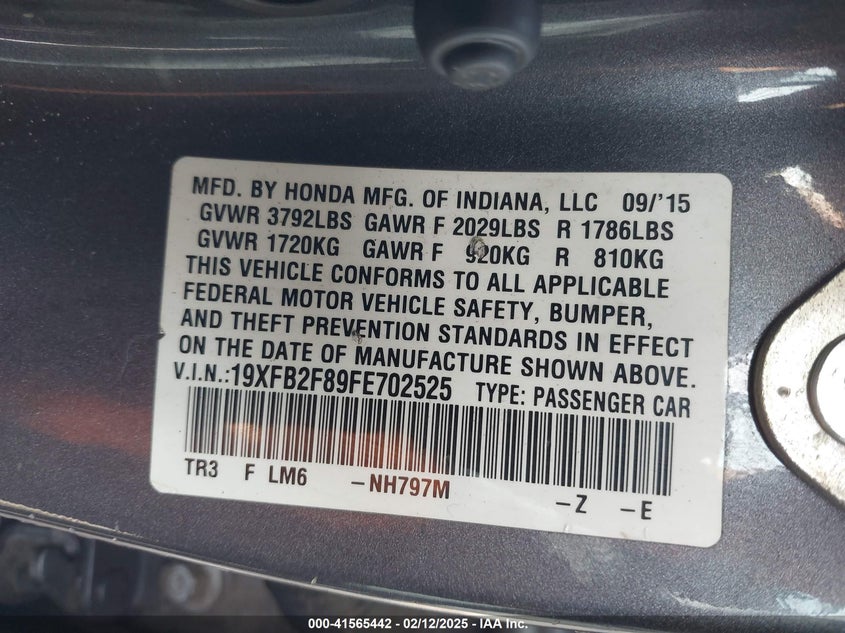 MFD. BY HONDA MFG. OF INDIANA, LLC 09/'15
GVWR 3792LBS GAWR F 2029LBS R 1786LBS
GVWR 1720KG GAWR F 920KG R 810KG
THIS VEHICLE CONFORMS TO ALL APPLICABLE
FEDERAL MOTOR VEHICLE SAFETY, BUMPER,
AND THEFT PREVENTION STANDARDS IN EFFECT
ON THE DATE OF MANUFACTURE SHOWN ABOVE.
V.I.N.:19XFB2F89FE702525 TYPE: PASSENGER CAR
TR3 F LM6 –NH797M –Z –E
000-41565442 - 02/12/2025 - IAA Inc.